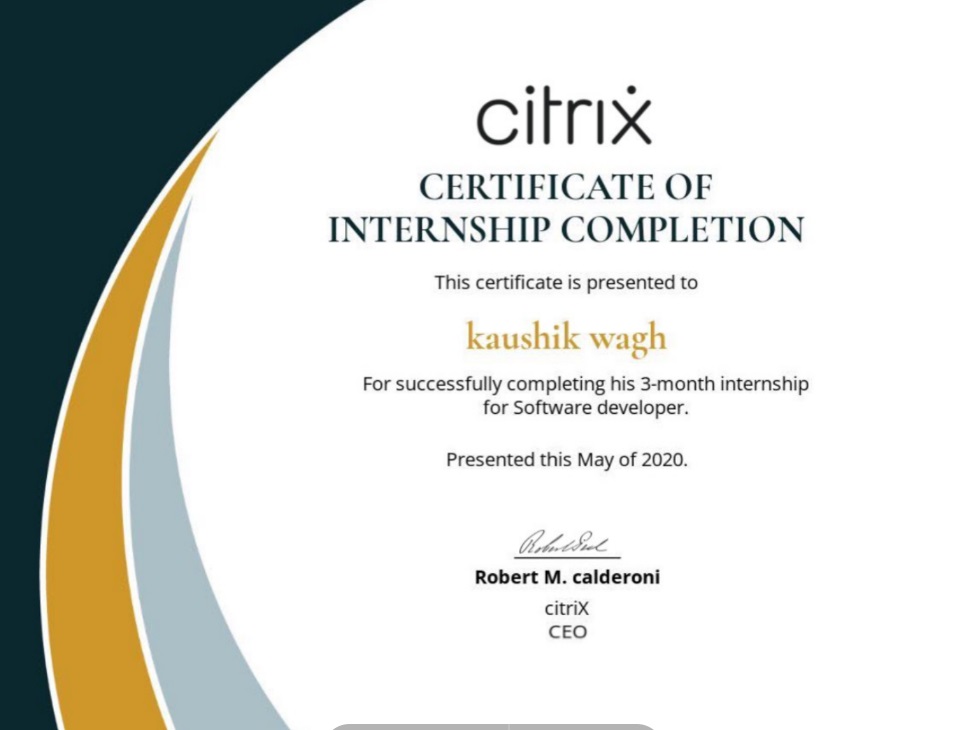 citrix
CERTIFICATE OF
INTERNSHIP COMPLETION
This certificate is presented to
kaushik wagh
For successfully completing his 3-month internship
for Software developer.
Presented this May of 2020.
Robert M. calderoni
citriX
CEO